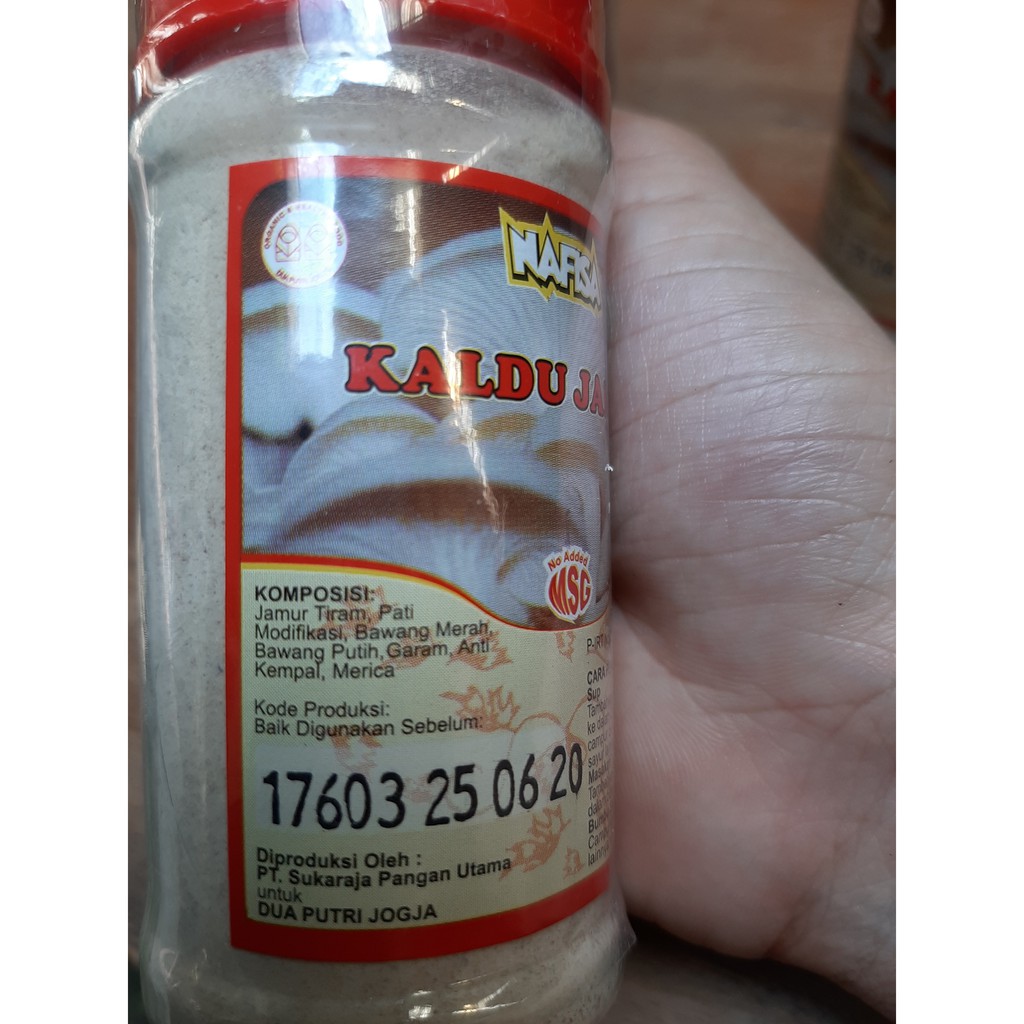 NAFISA
KALDU JA
No Added
MSG
KOMPOSISI:
Jamur Tiram, Pati
Modifikasi, Bawang Merah,
Bawang Putih, Garam, Anti
Kempal, Merica
Kode Produksi:
Baik Digunakan Sebelum:
17603 25 06 20
Diproduksi Oleh :
PT. Sukaraja Pangan Utama
untuk
DUA PUTRI JOGJA
CARA
Sup